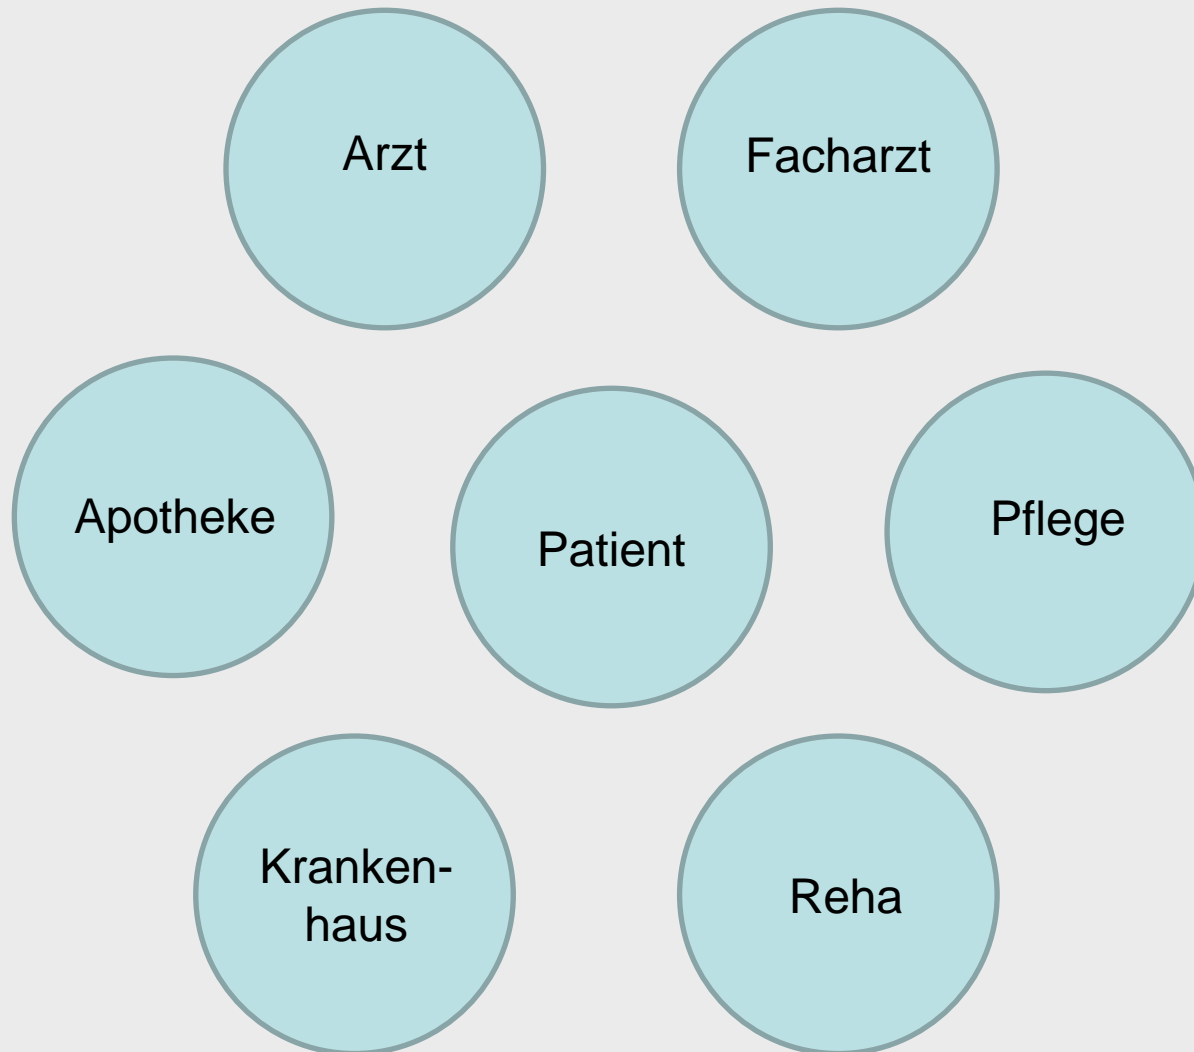 Arzt
Facharzt
Apotheke
Patient
Pflege
Kranken-
haus
Reha